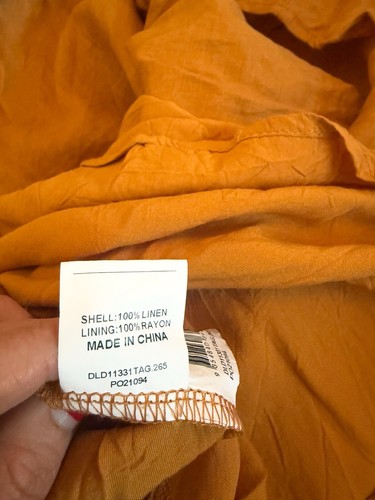 SHELL:100%LINEN
LINING:100%RAYON
MADE IN CHINA
DLD11331TAG.265
PO21094